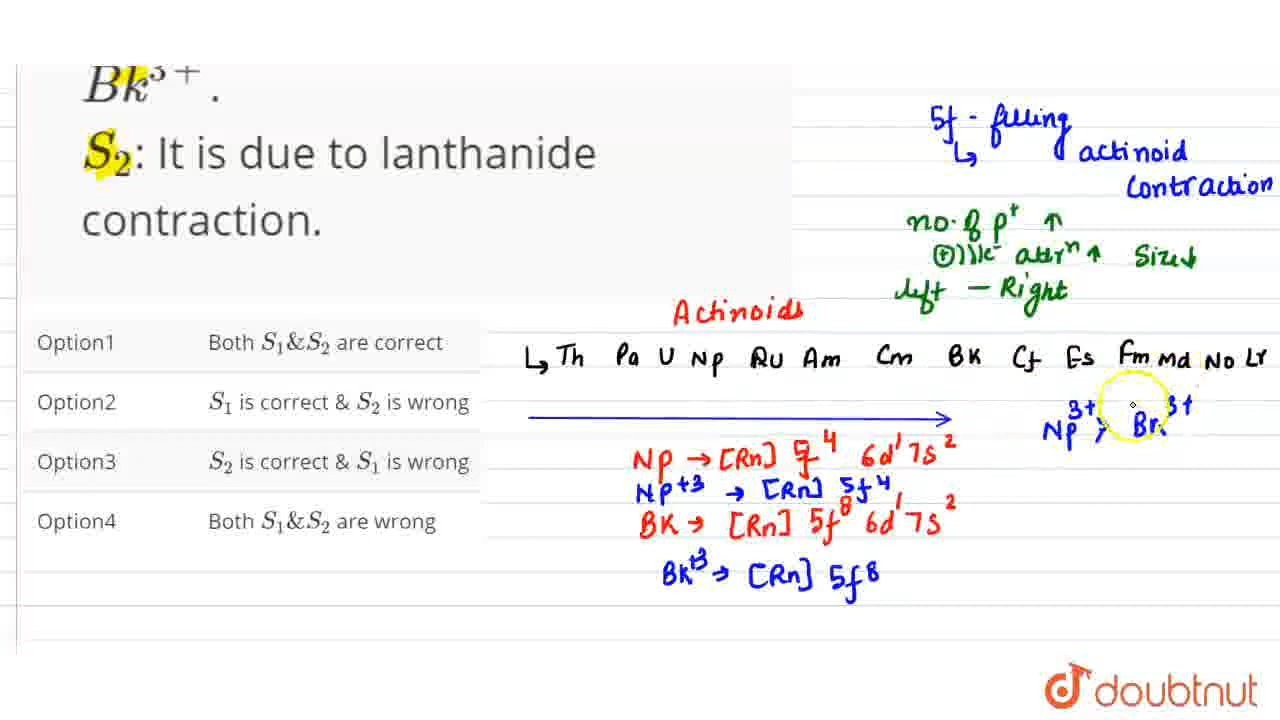 Bk³⁺ .
S₂: It is due to lanthanide
contraction.
Option1 Both S₁&S₂ are correct
Option2 S₁ is correct & S₂ is wrong
Option3 S₂ is correct & S₁ is wrong
Option4 Both S₁&S₂ are wrong
5f - filling
↳ actinoid
contraction
no. of p⁺ ↑
⊕)))e⁻ attrⁿ ↑ Size↓
left — Right
Actinoids
↳ Th Pa U Np Ru Am Cm BK Cf Es Fm Md No Lr
Np³⁺ > Bk³⁺
Np → [Rn] 5f⁴ 6d¹ 7s²
Np⁺³ → [Rn] 5f⁴
BK → [Rn] 5f⁸ 6d¹ 7s²
Bk⁺³ → [Rn] 5f⁸
doubtnut